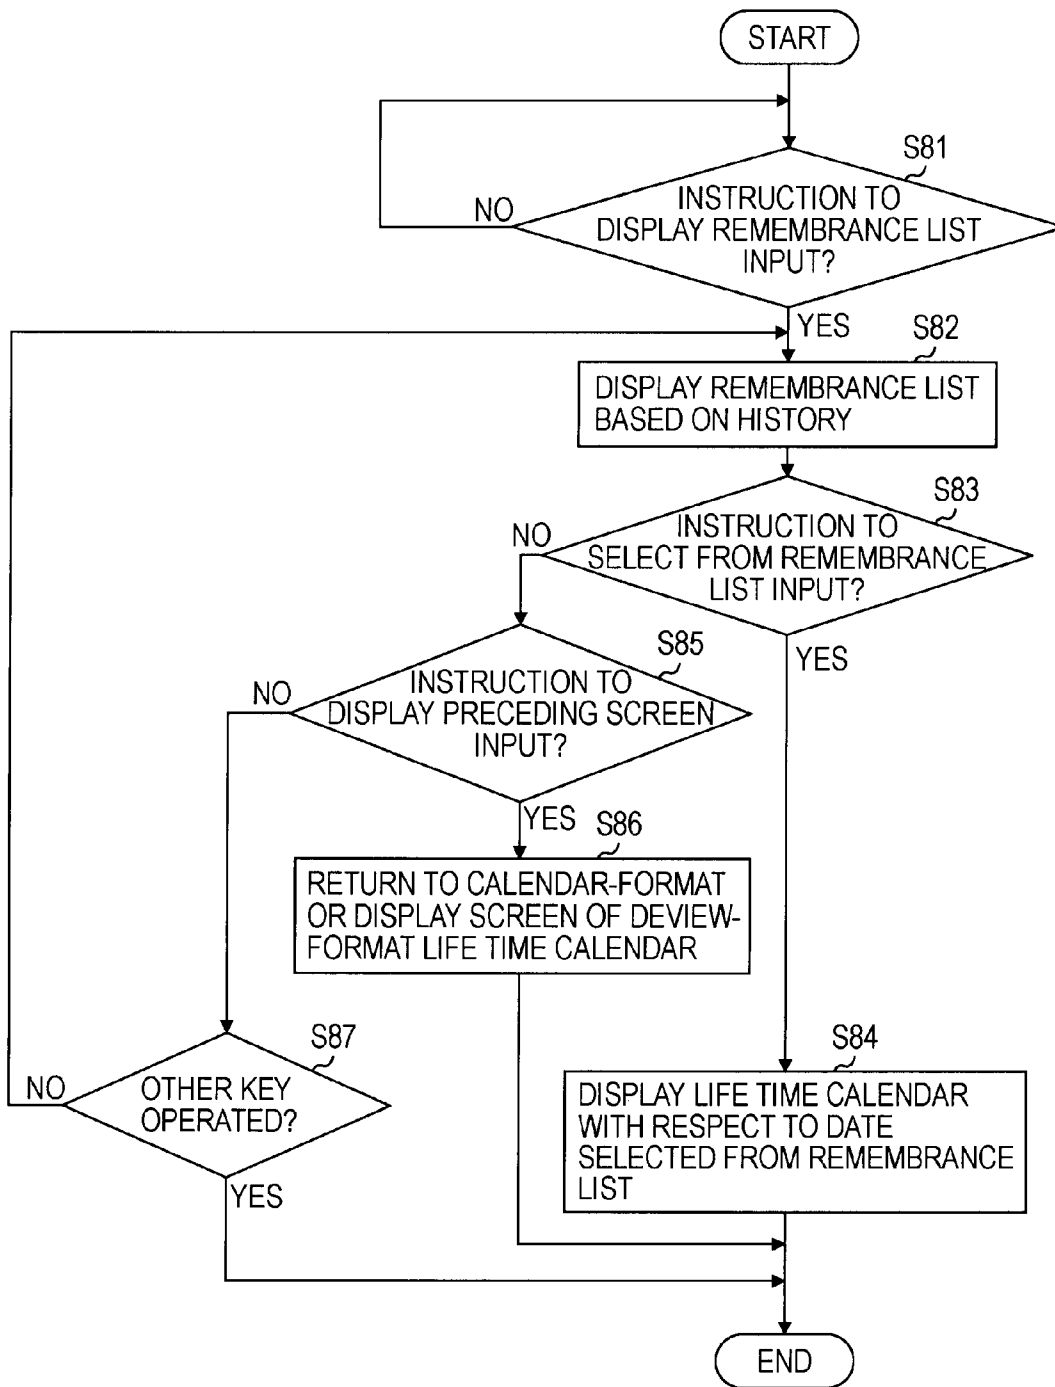 START
S81
INSTRUCTION TO
DISPLAY REMEMBRANCE LIST
INPUT?
NO
YES
S82
DISPLAY REMEMBRANCE LIST
BASED ON HISTORY
S83
INSTRUCTION TO
SELECT FROM REMEMBRANCE
LIST INPUT?
NO
YES
S85
INSTRUCTION TO
DISPLAY PRECEDING SCREEN
INPUT?
NO
YES
S86
RETURN TO CALENDAR-FORMAT
OR DISPLAY SCREEN OF DEVIEW-
FORMAT LIFE TIME CALENDAR
S87
OTHER KEY
OPERATED?
NO
YES
S84
DISPLAY LIFE TIME CALENDAR
WITH RESPECT TO DATE
SELECTED FROM REMEMBRANCE
LIST
END